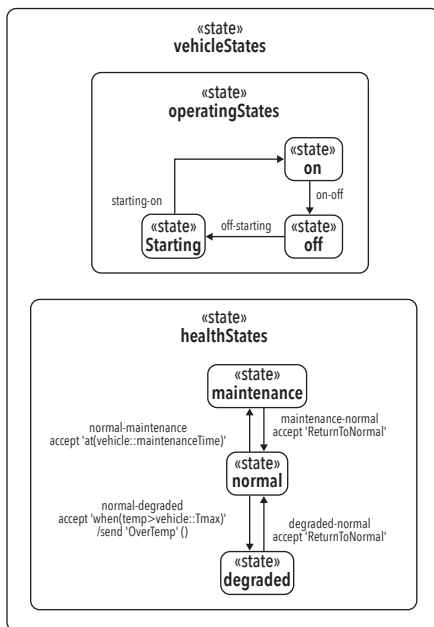 «state»
vehicleStates
«state»
operatingStates
«state»
on
starting-on
on-off
«state»
Starting
off-starting
«state»
off
«state»
healthStates
«state»
maintenance
normal-maintenance
accept 'at(vehicle::maintenanceTime)'
maintenance-normal
accept 'ReturnToNormal'
«state»
normal
normal-degraded
accept 'when(temp>vehicle::Tmax)'
/send 'OverTemp' ()
degraded-normal
accept 'ReturnToNormal'
«state»
degraded